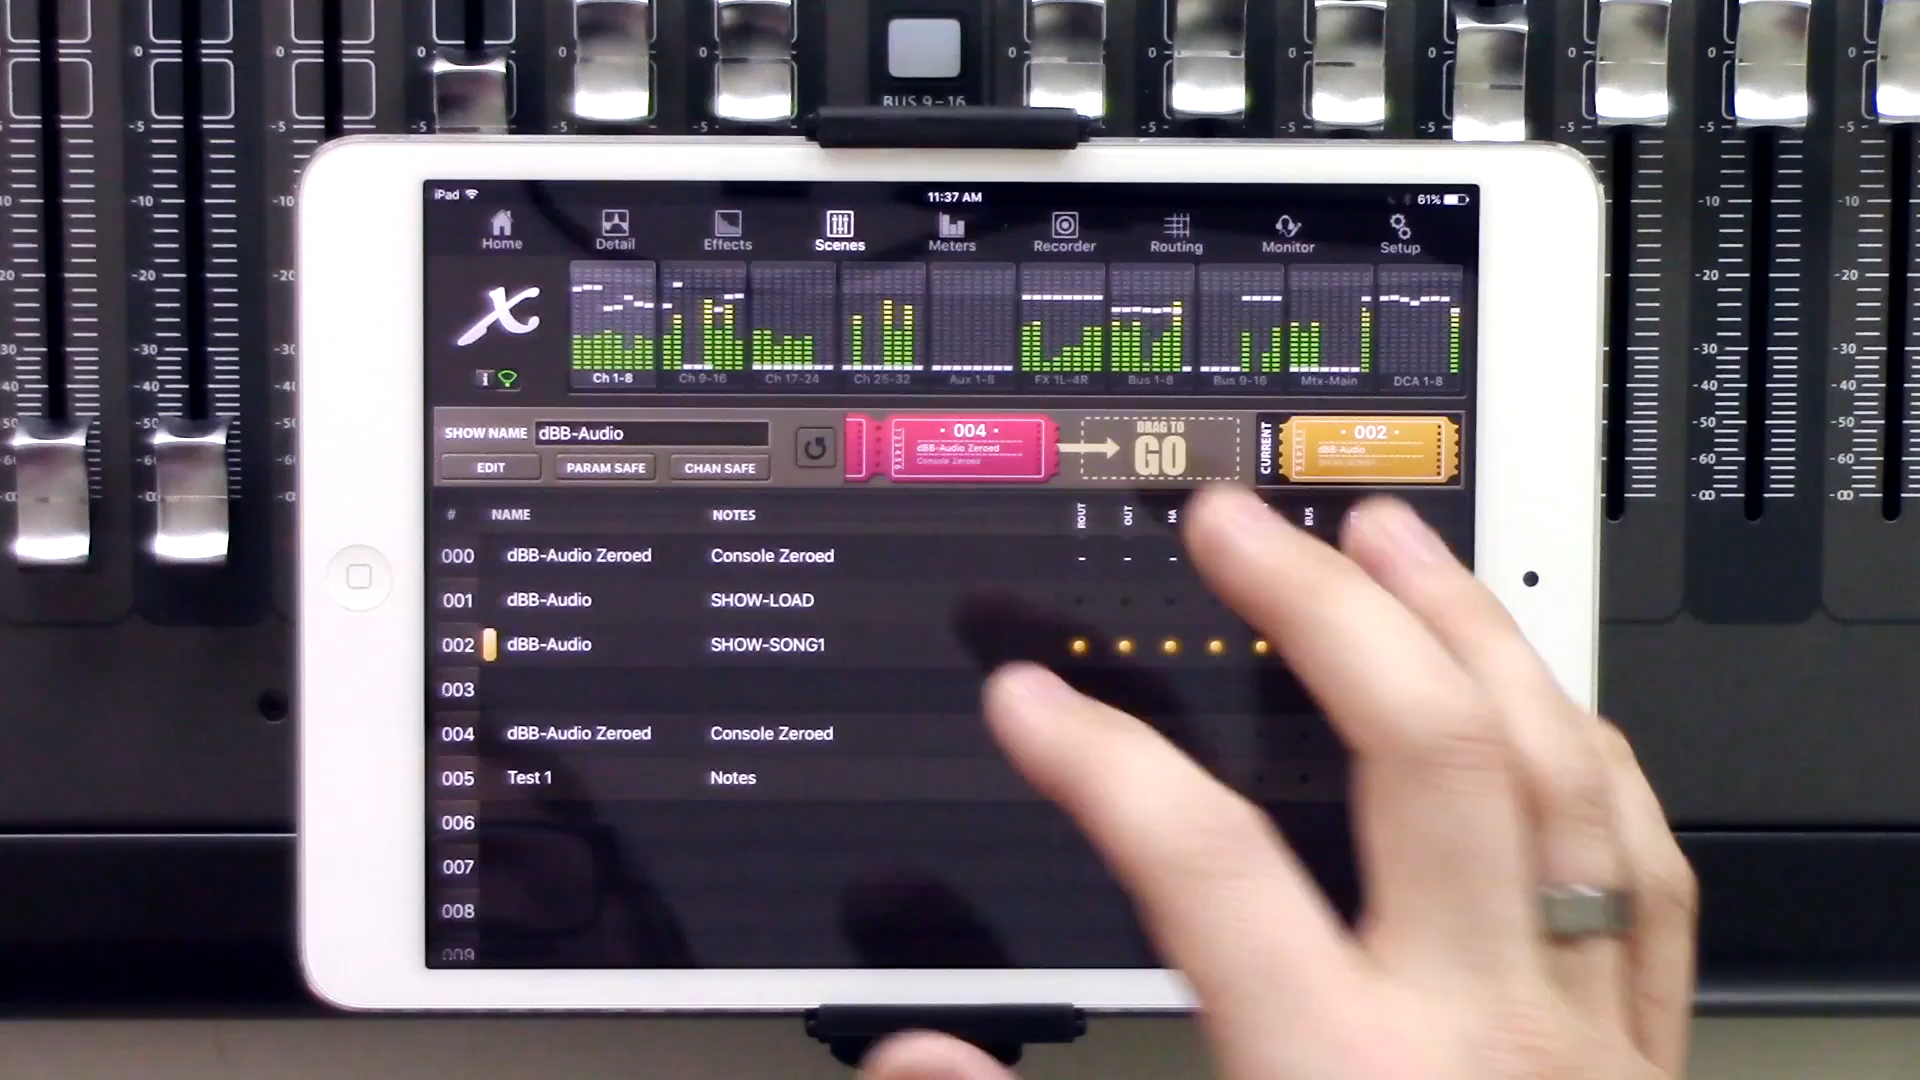 BUS 9-16
iPad 11:37 AM 61%
Home Detail Effects Scenes Meters Recorder Routing Monitor Setup
X
i
Ch 1-8 Ch 9-16 Ch 17-24 Ch 25-32 Aux 1-8 FX 1L-4R Bus 1-8 Bus 9-16 Mtx-Main DCA 1-8
SHOW NAME dBB-Audio
EDIT PARAM SAFE CHAN SAFE
· 004 ·
dBB-Audio Zeroed
Console Zeroed
DRAG TO
GO
CURRENT
· 002 ·
dBB-Audio
# NAME NOTES ROUT OUT HA BUS
000 dBB-Audio Zeroed Console Zeroed - - -
001 dBB-Audio SHOW-LOAD
002 dBB-Audio SHOW-SONG1
003
004 dBB-Audio Zeroed Console Zeroed
005 Test 1 Notes
006
007
008
009